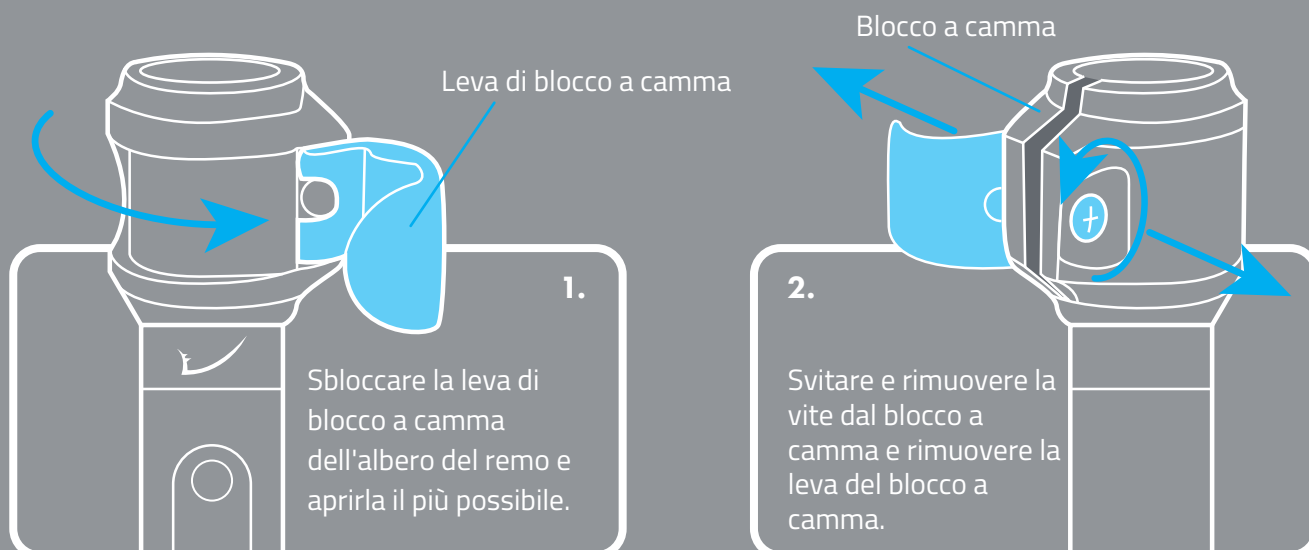 Leva di blocco a camma
1.
Sbloccare la leva di
blocco a camma
dell'albero del remo e
aprirla il più possibile.
Blocco a camma
2.
Svitare e rimuovere la
vite dal blocco a
camma e rimuovere la
leva del blocco a
camma.